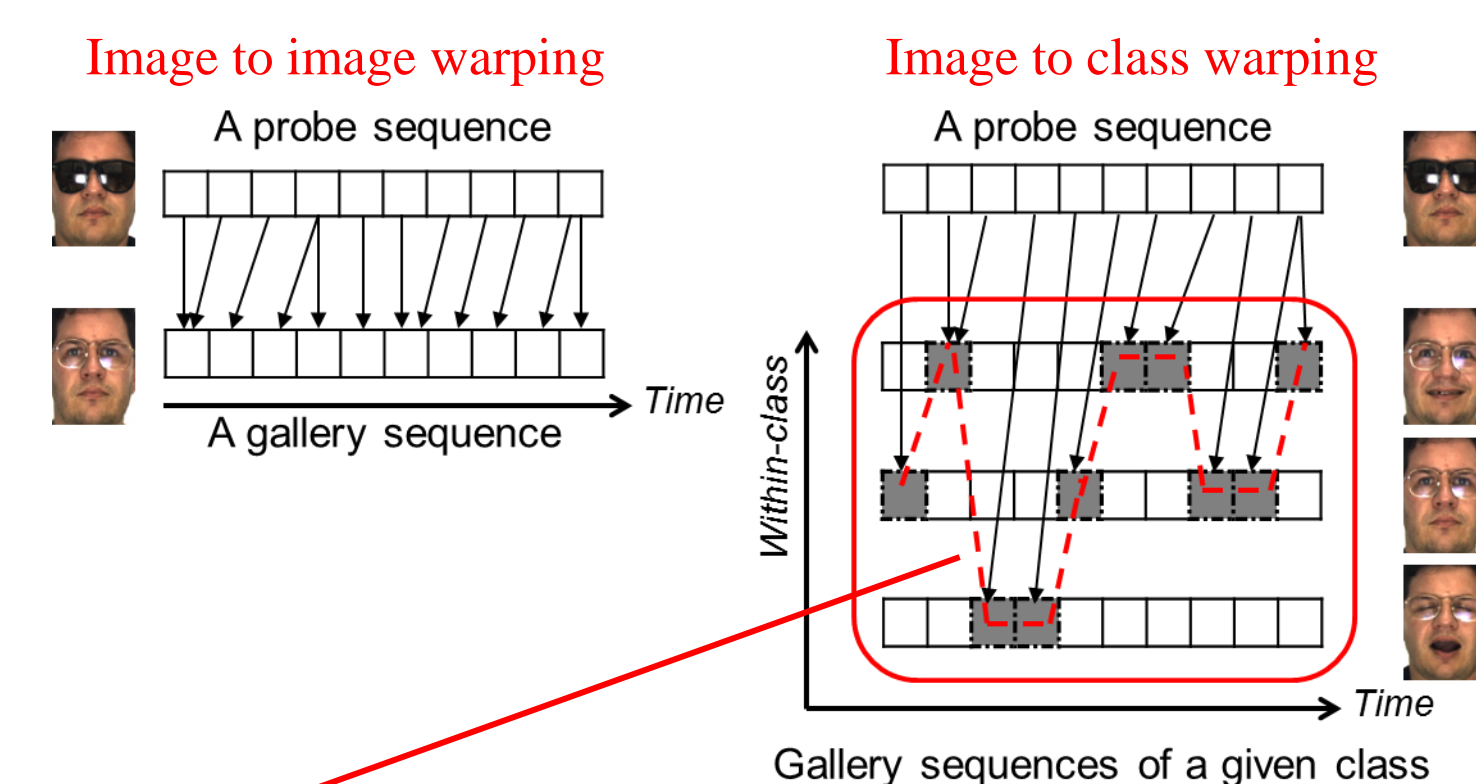 Image to image warping
A probe sequence
Time
A gallery sequence
Image to class warping
A probe sequence
Within-class
Time
Gallery sequences of a given class